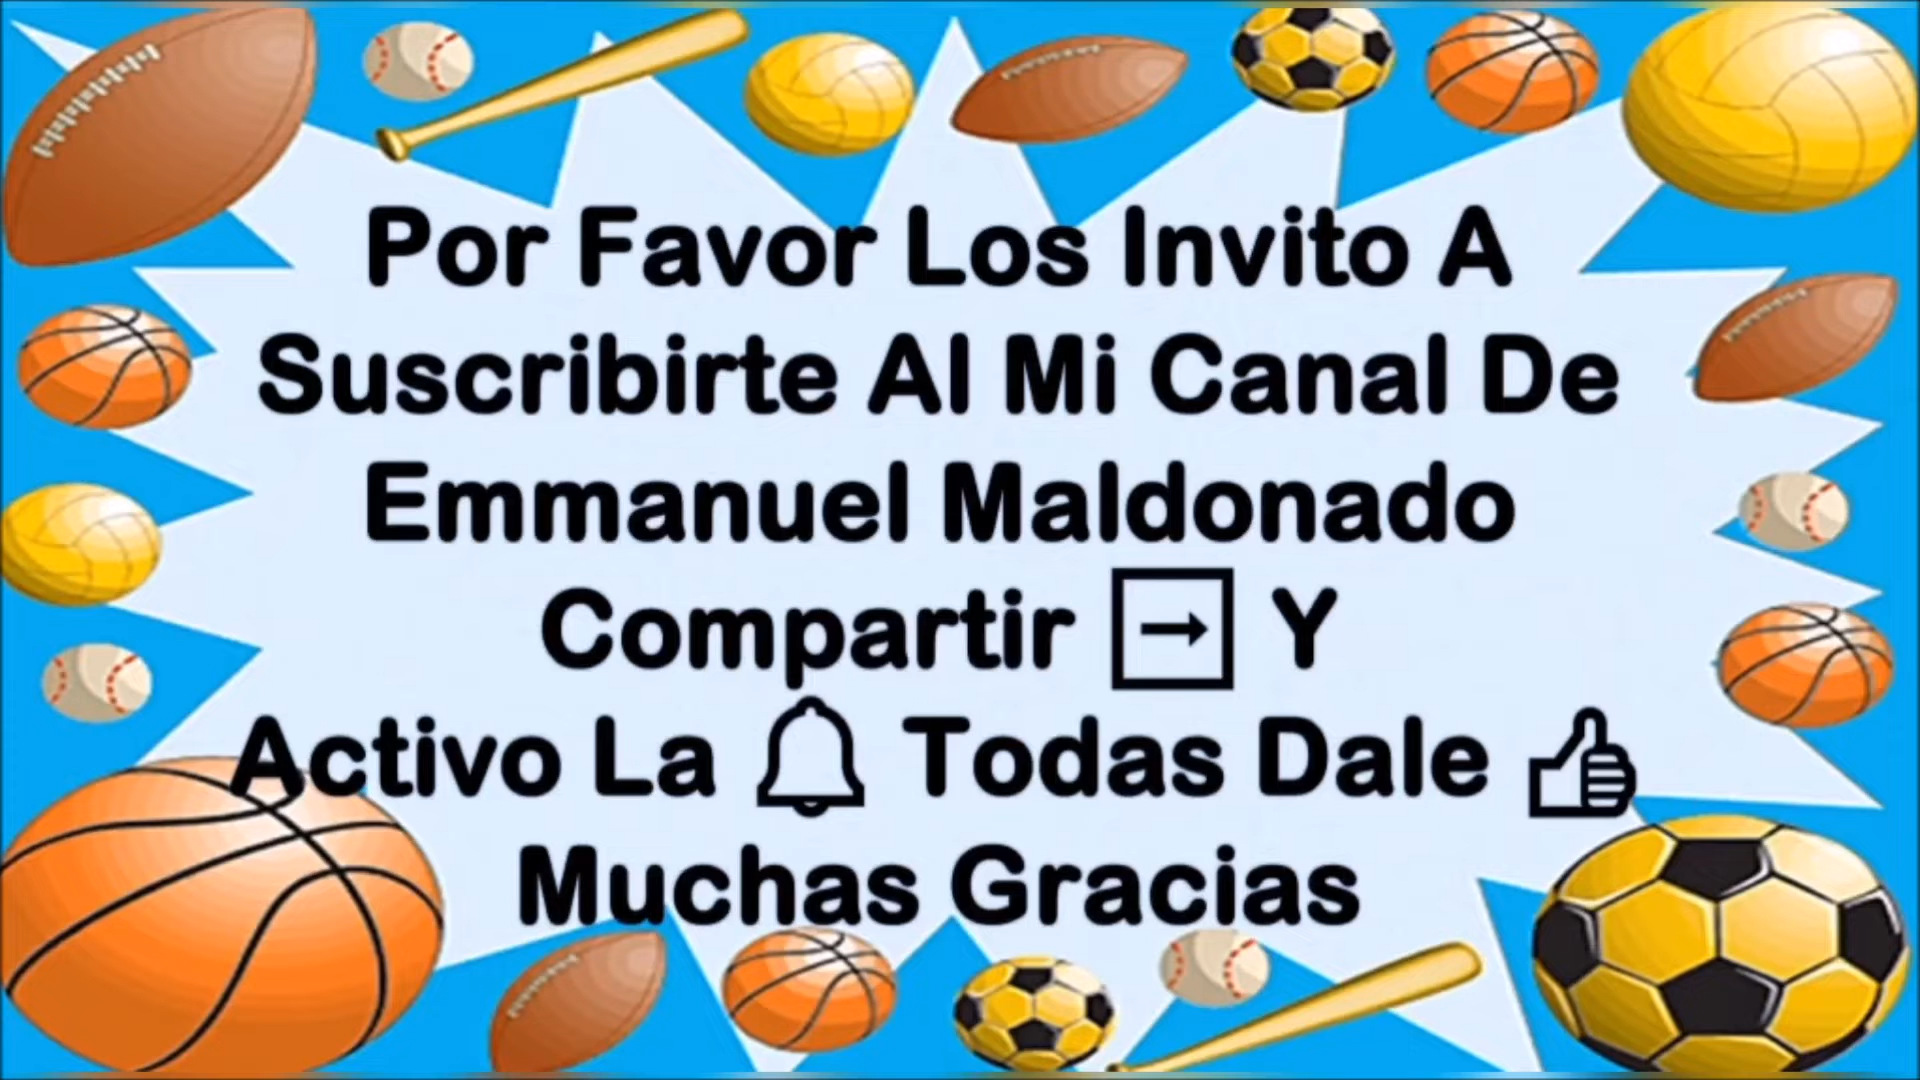 Por Favor Los Invito A
Suscribirte Al Mi Canal De
Emmanuel Maldonado
Compartir ➡ Y
Activo La 🔔 Todas Dale 👍
Muchas Gracias